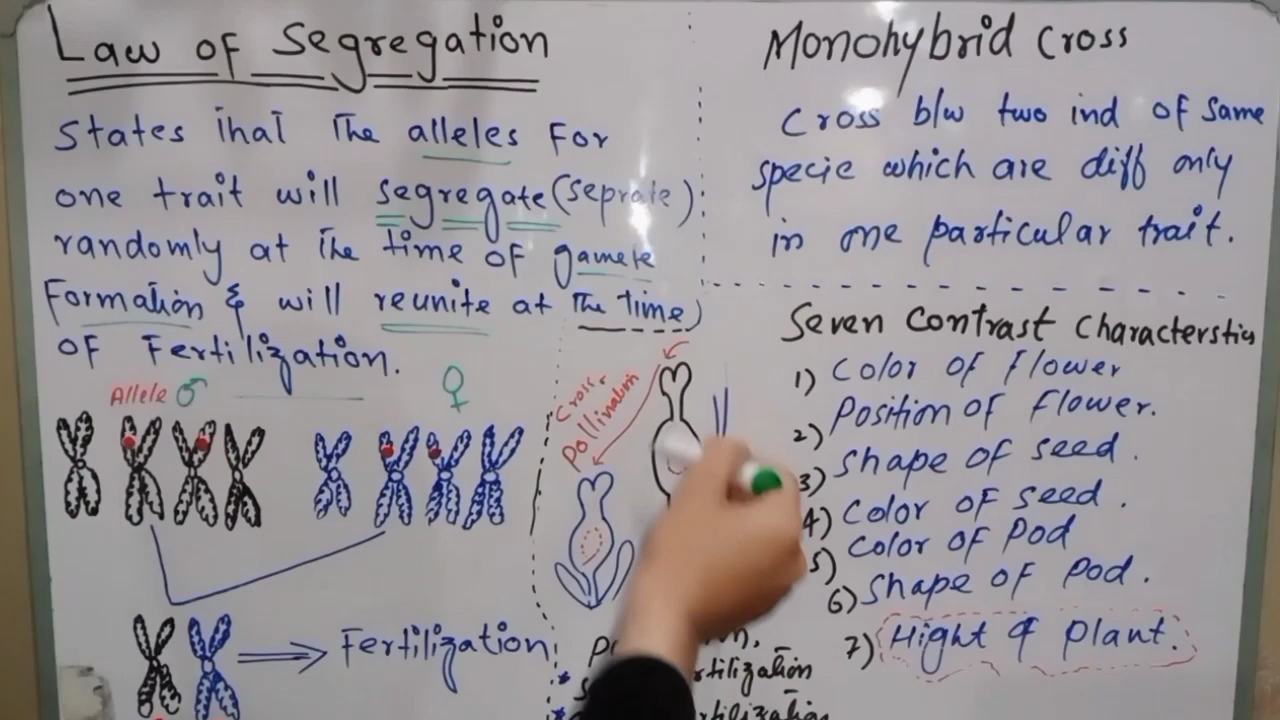 Law of Segregation
States that The alleles For
one trait will segregate (seprate)
randomly at the time of gamete
Formation & will reunite at the time)
of Fertilization.
Allele ♂
♀
Fertilization
Cross.
Pollination
rtilization
rtilization
Monohybrid Cross
Cross b/w two ind of same
specie which are diff only
in one particular trait.
Seven Contrast Characterstics
1) Color of flower
2) Position of Flower.
3) Shape of seed.
4) Color of seed.
5) Color of Pod
6) Shape of Pod.
7) Hight of plant.